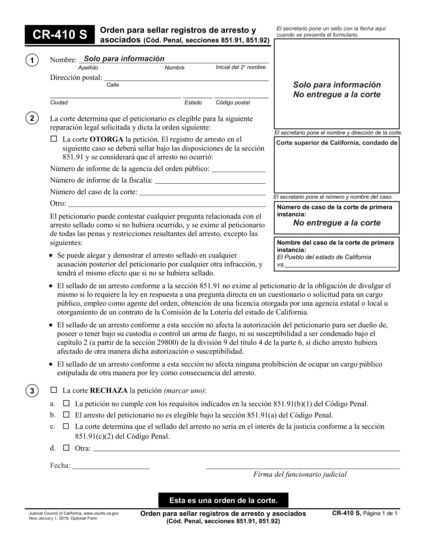 CR-410 S
Orden para sellar registros de arresto y
asociados (Cód. Penal, secciones 851.91, 851.92)
El secretario pone un sello con la fecha aquí
cuando se presenta el formulario.
Solo para información
No entregue a la corte
El secretario pone el nombre y dirección de la corte
Corte superior de California, condado de
El secretario pone el número y nombre del caso.
Número de caso de la corte de primera
instancia:
No entregue a la corte
Nombre del caso de la corte de primera
instancia:
El Pueblo del estado de California
vs.
1
Nombre: Solo para información
Apellido Nombre Inicial del 2° nombre
Dirección postal:
Calle
Ciudad Estado Código postal
2
La corte determina que el peticionario es elegible para la siguiente
reparación legal solicitada y dicta la orden siguiente:
☐ La corte OTORGA la petición. El registro de arresto en el
siguiente caso se deberá sellar bajo las disposiciones de la sección
851.91 y se considerará que el arresto no ocurrió:
Número de informe de la agencia del orden público:
Número de informe de la fiscalía:
Número del caso de la corte:
Otro:
El peticionario puede contestar cualquier pregunta relacionada con el
arresto sellado como si no hubiera ocurrido, y se exime al peticionario
de todas las penas y restricciones resultantes del arresto, excepto las
siguientes:
• Se puede alegar y demostrar el arresto sellado en cualquier
acusación posterior del peticionario por cualquier otra infracción, y
tendrá el mismo efecto que si no se hubiera sellado.
• El sellado de un arresto conforme a la sección 851.91 no exime al peticionario de la obligación de divulgar el
mismo si lo requiere la ley en respuesta a una pregunta directa en un cuestionario o solicitud para un cargo
público, empleo como agente del orden, obtención de una licencia otorgada por una agencia estatal o local u
otorgamiento de un contrato de la Comisión de la Lotería del estado de California.
• El sellado de un arresto conforme a esta sección no afecta la autorización del peticionario para ser dueño de,
poseer o tener bajo su custodia o control un arma de fuego, ni su susceptibilidad a ser condenado bajo el
capítulo 2 (a partir de la sección 29800) de la división 9 del título 4 de la parte 6, si dicho arresto hubiera
afectado de otra manera dicha autorización o susceptibilidad.
• El sellado de un arresto conforme a esta sección no afecta ninguna prohibición de ocupar un cargo público
estipulada de otra manera por ley como consecuencia del arresto.
3
☐ La corte RECHAZA la petición (marcar uno):
a. ☐ La petición no cumple con los requisitos indicados en la sección 851.91(b)(1) del Código Penal.
b. ☐ El arresto del peticionario no es elegible bajo la sección 851.91(a) del Código Penal.
c. ☐ La corte determina que el sellado del arresto no sería en el interés de la justicia conforme a la sección
851.91(c)(2) del Código Penal.
d. ☐ Otra:
Fecha:
Firma del funcionario judicial
Esta es una orden de la corte.
Judicial Council of California, www.courts.ca.gov
New January 1, 2019, Optional Form
Orden para sellar registros de arresto y asociados
(Cód. Penal, secciones 851.91, 851.92)
CR-410 S, Página 1 de 1